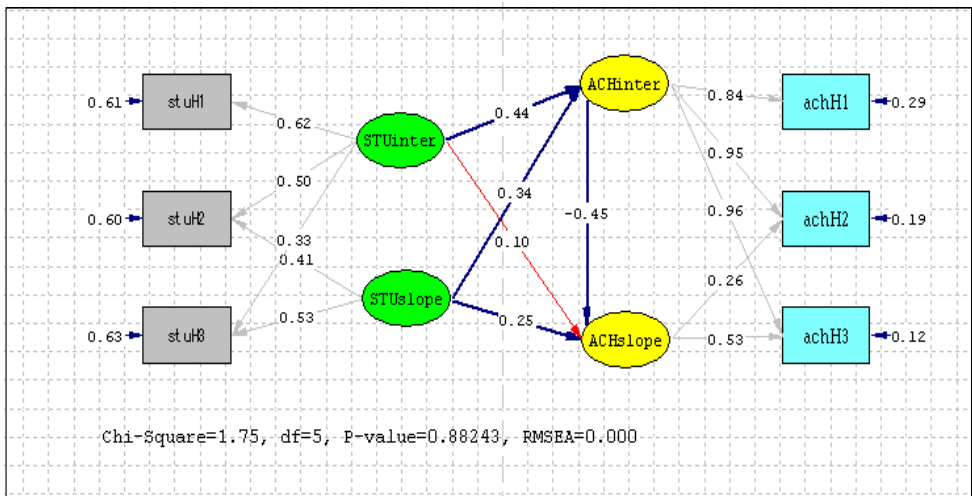 ACHinter
0.61 stuH1 0.84 achH1 0.29
0.44
0.62
STUinter
0.95
0.50
0.34
0.60 stuH2 0.96 -0.45 achH2 0.19
0.33 0.10
0.41
0.26
STUslope
0.53 0.25
0.63 stuH3 ACHslope 0.53 achH3 0.12
Chi-Square=1.75, df=5, P-value=0.88243, RMSEA=0.000